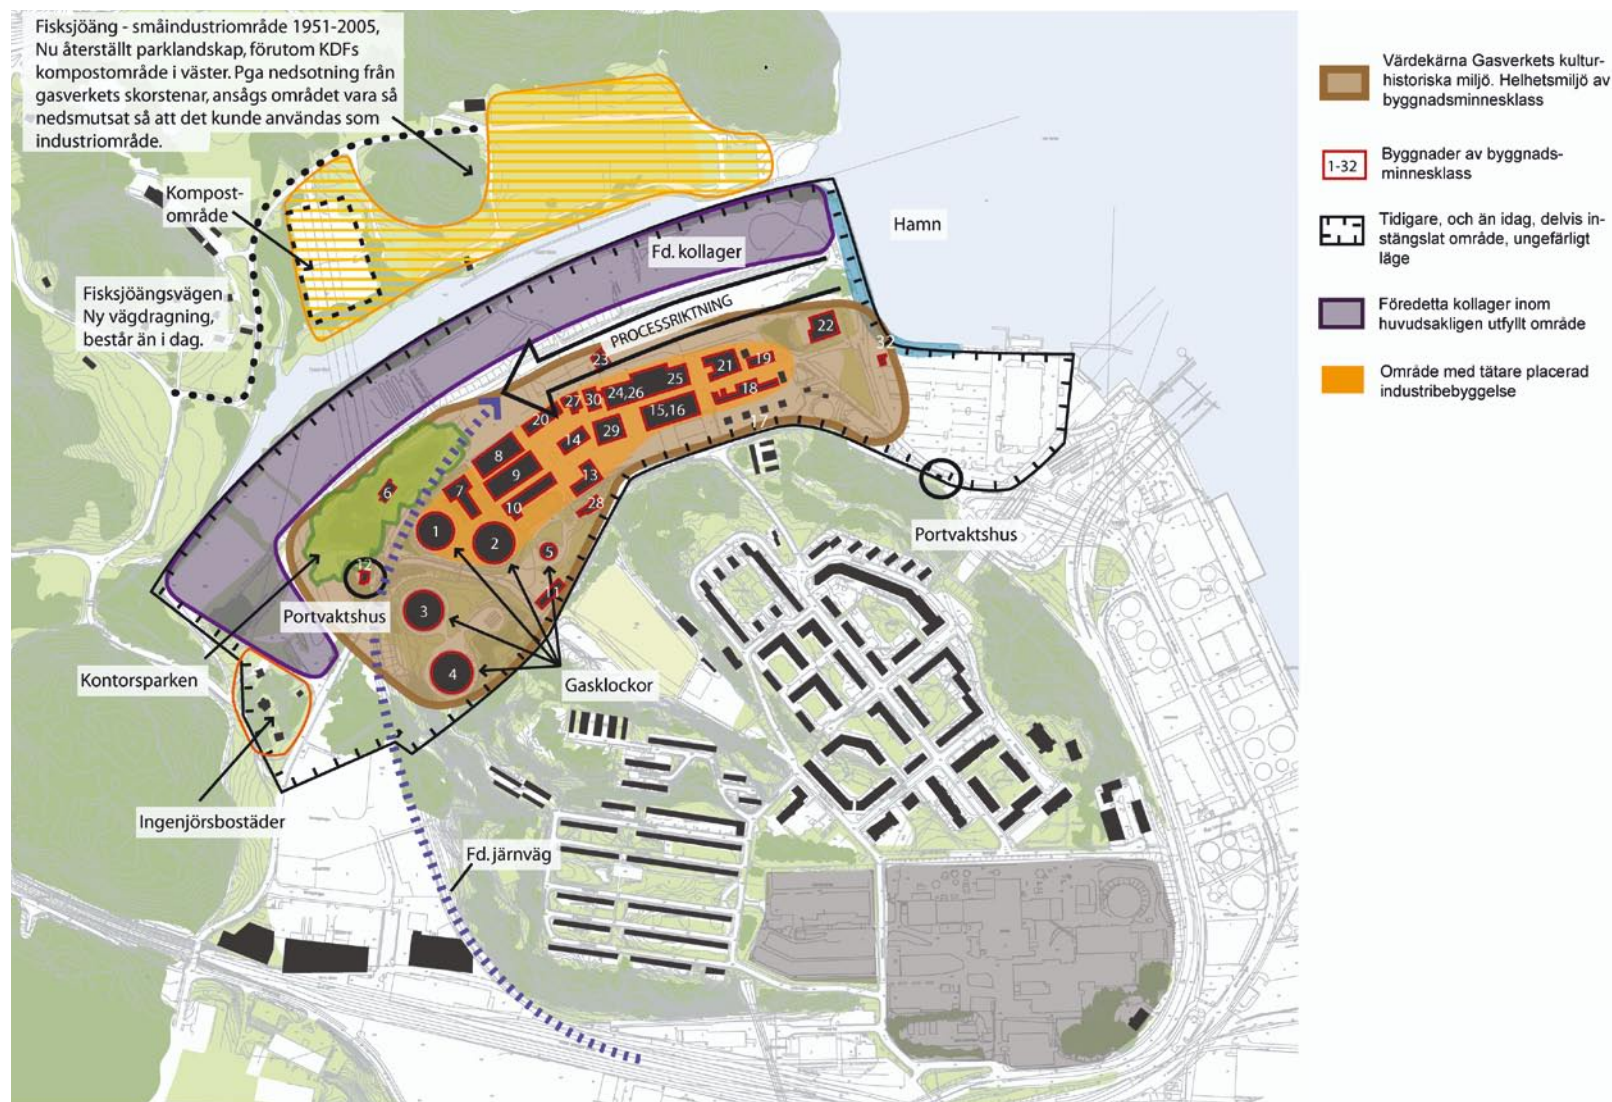 Fisksjöäng - småindustriområde 1951-2005,
Nu återställt parklandskap, förutom KDFs
kompostområde i väster. Pga nedsotning från
gasverkets skorstenar, ansågs området vara så
nedsmutsat så att det kunde användas som
industriområde.
Kompost-
område
Fisksjöängsvägen
Ny vägdragning,
består än i dag.
Fd. kollager
Hamn
PROCESSRIKTNING
22
32
23
21
19
25
24,26
18
27
30
15,16
17
20
29
14
8
9
13
6
7
10
28
1
2
5
12
11
3
4
Portvaktshus
Portvaktshus
Kontorsparken
Gasklockor
Ingenjörsbostäder
Fd. järnväg
Värdekärna Gasverkets kultur-
historiska miljö. Helhetsmiljö av
byggnadsminnesklass
1-32
Byggnader av byggnads-
minnesklass
Tidigare, och än idag, delvis in-
stängslat område, ungefärligt
läge
Föredetta kollager inom
huvudsakligen utfyllt område
Område med tätare placerad
industribebyggelse